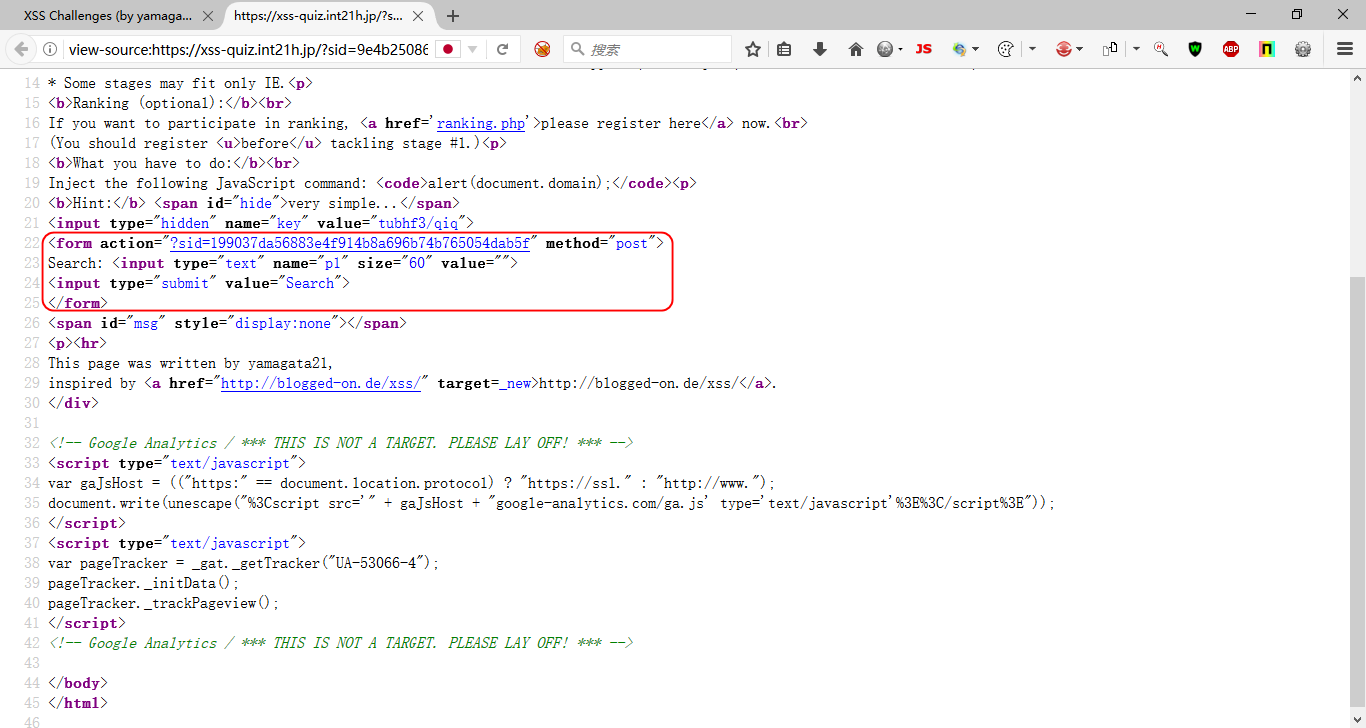 XSS Challenges (by yamaga...
https://xss-quiz.int21h.jp/?s...
view-source:https://xss-quiz.int21h.jp/?sid=9e4b25086
搜索
JS
ABP
14 * Some stages may fit only IE.<p>
15 <b>Ranking (optional):</b><br>
16 If you want to participate in ranking, <a href='ranking.php'>please register here</a> now.<br>
17 (You should register <u>before</u> tackling stage #1.)<p>
18 <b>What you have to do:</b><br>
19 Inject the following JavaScript command: <code>alert(document.domain);</code><p>
20 <b>Hint:</b> <span id="hide">very simple...</span>
21 <input type="hidden" name="key" value="tubhf3/qiq">
22 <form action="?sid=199037da56883e4f914b8a696b74b765054dab5f" method="post">
23 Search: <input type="text" name="p1" size="60" value="">
24 <input type="submit" value="Search">
25 </form>
26 <span id="msg" style="display:none"></span>
27 <p><hr>
28 This page was written by yamagata21,
29 inspired by <a href="http://blogged-on.de/xss/" target=_new>http://blogged-on.de/xss/</a>.
30 </div>
31
32 <!-- Google Analytics / *** THIS IS NOT A TARGET. PLEASE LAY OFF! *** -->
33 <script type="text/javascript">
34 var gaJsHost = (("https:" == document.location.protocol) ? "https://ssl." : "http://www.");
35 document.write(unescape("%3Cscript src='" + gaJsHost + "google-analytics.com/ga.js' type='text/javascript'%3E%3C/script%3E"));
36 </script>
37 <script type="text/javascript">
38 var pageTracker = _gat._getTracker("UA-53066-4");
39 pageTracker._initData();
40 pageTracker._trackPageview();
41 </script>
42 <!-- Google Analytics / *** THIS IS NOT A TARGET. PLEASE LAY OFF! *** -->
43
44 </body>
45 </html>
46